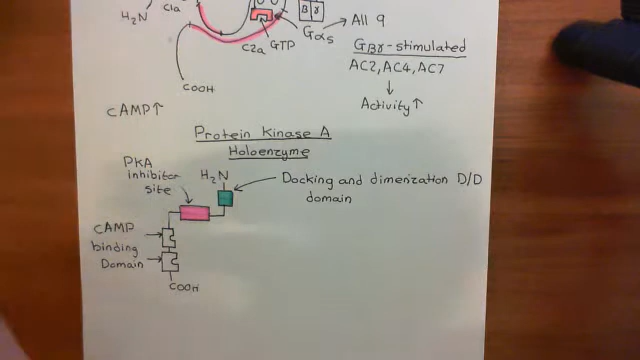 H₂N
C1a
β γ
All 9
GαS
GTP
C2a
Gβγ-stimulated
AC2, AC4, AC7
Activity↑
COOH
cAMP↑
Protein Kinase A
Holoenzyme
PKA
inhibitor
site
H₂N
Docking and dimerization D/D
domain
cAMP
binding
Domain
COOH